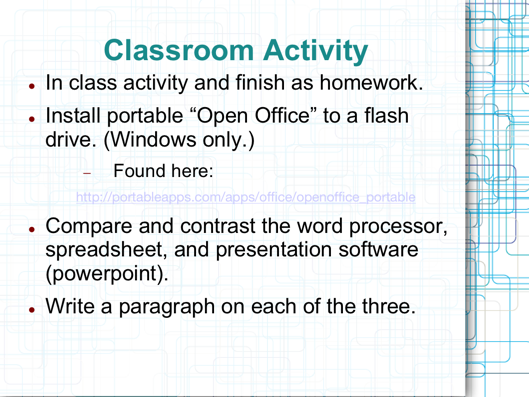 Classroom Activity
In class activity and finish as homework.
Install portable “Open Office” to a flash
drive. (Windows only.)
– Found here:
http://portableapps.com/apps/office/openoffice_portable
Compare and contrast the word processor,
spreadsheet, and presentation software
(powerpoint).
Write a paragraph on each of the three.